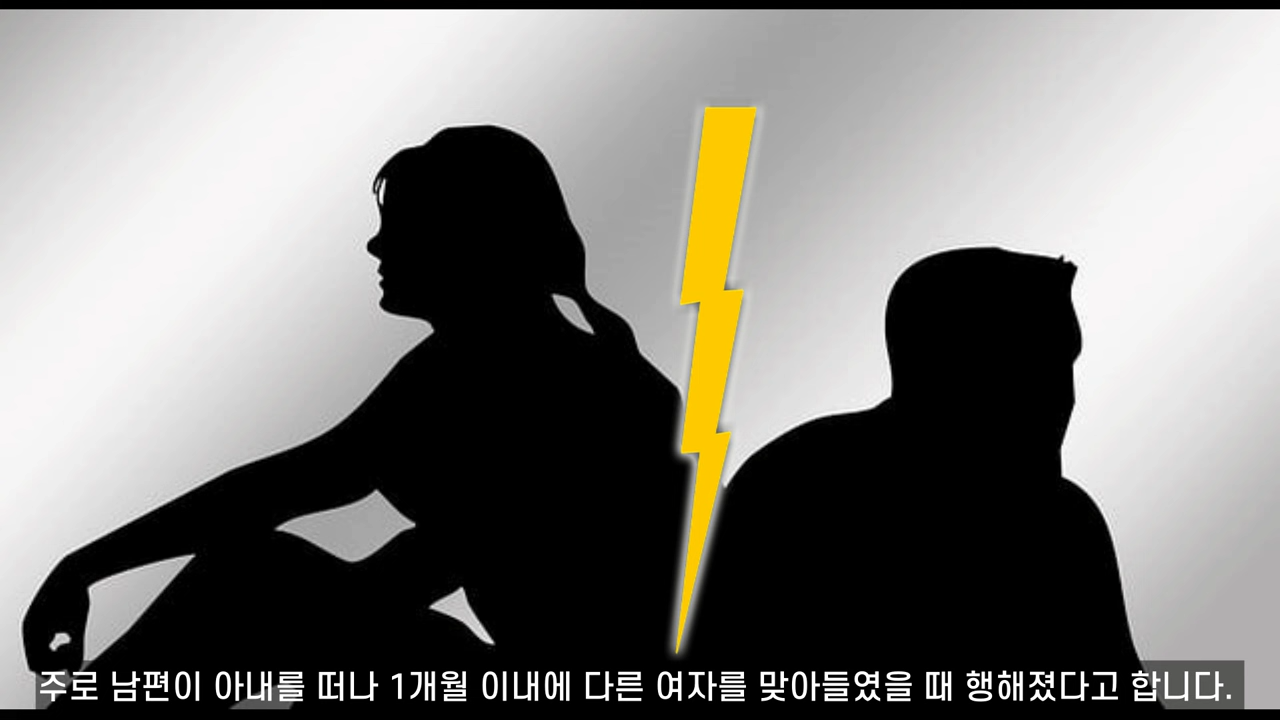 주로 남편이 아내를 떠나 1개월 이내에 다른 여자를 맞아들였을 때 행해졌다고 합니다.